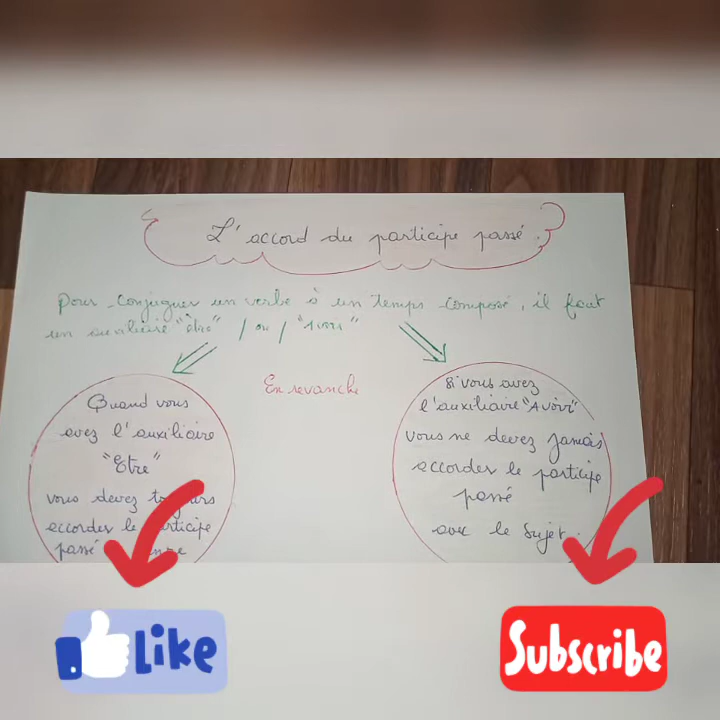 L'accord du participe passé.
Pour conjuguer un verbe à un temps composé, il faut
un auxiliaire "être" / ou / "Avoir"
En revanche
Quand vous
avez l'auxiliaire
"Etre"
vous devez toujours
accorder le participe
passé
Si vous avez
l'auxiliaire "Avoir"
vous ne devez jamais
accorder le participe
passé
avec le sujet.
Like
Subscribe